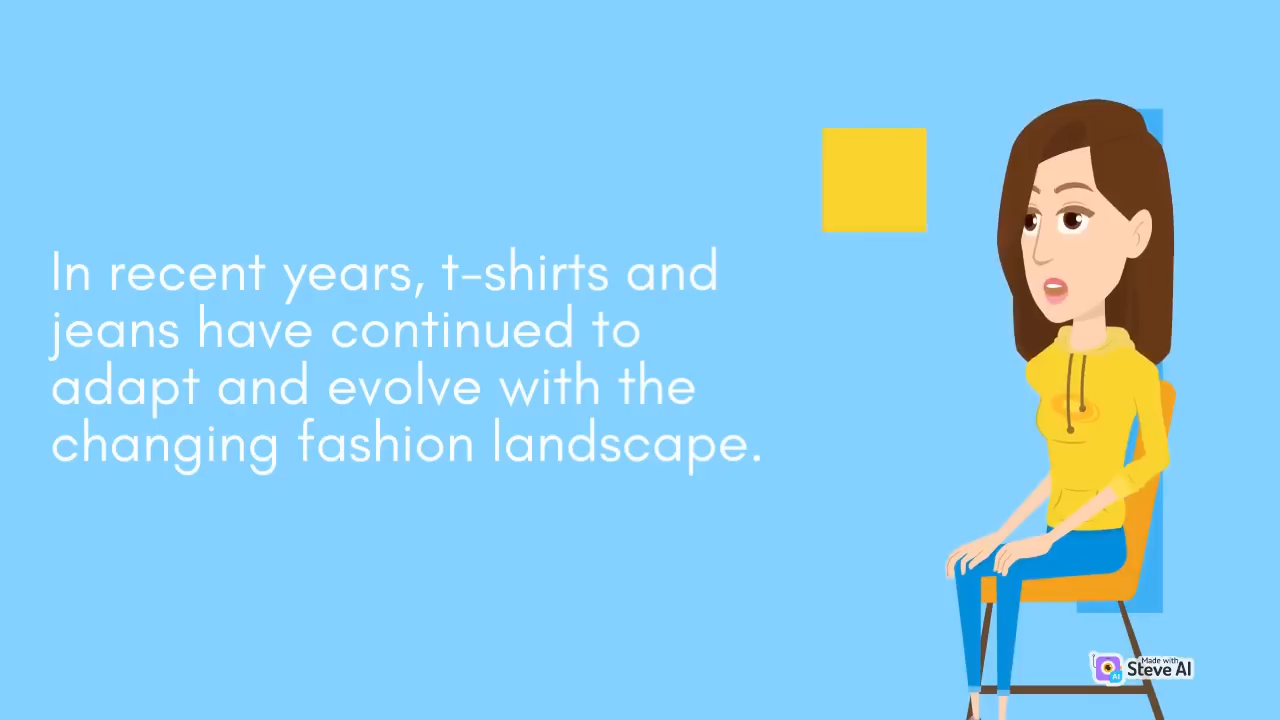 In recent years, t-shirts and
jeans have continued to
adapt and evolve with the
changing fashion landscape.
Made with
Steve AI
AI